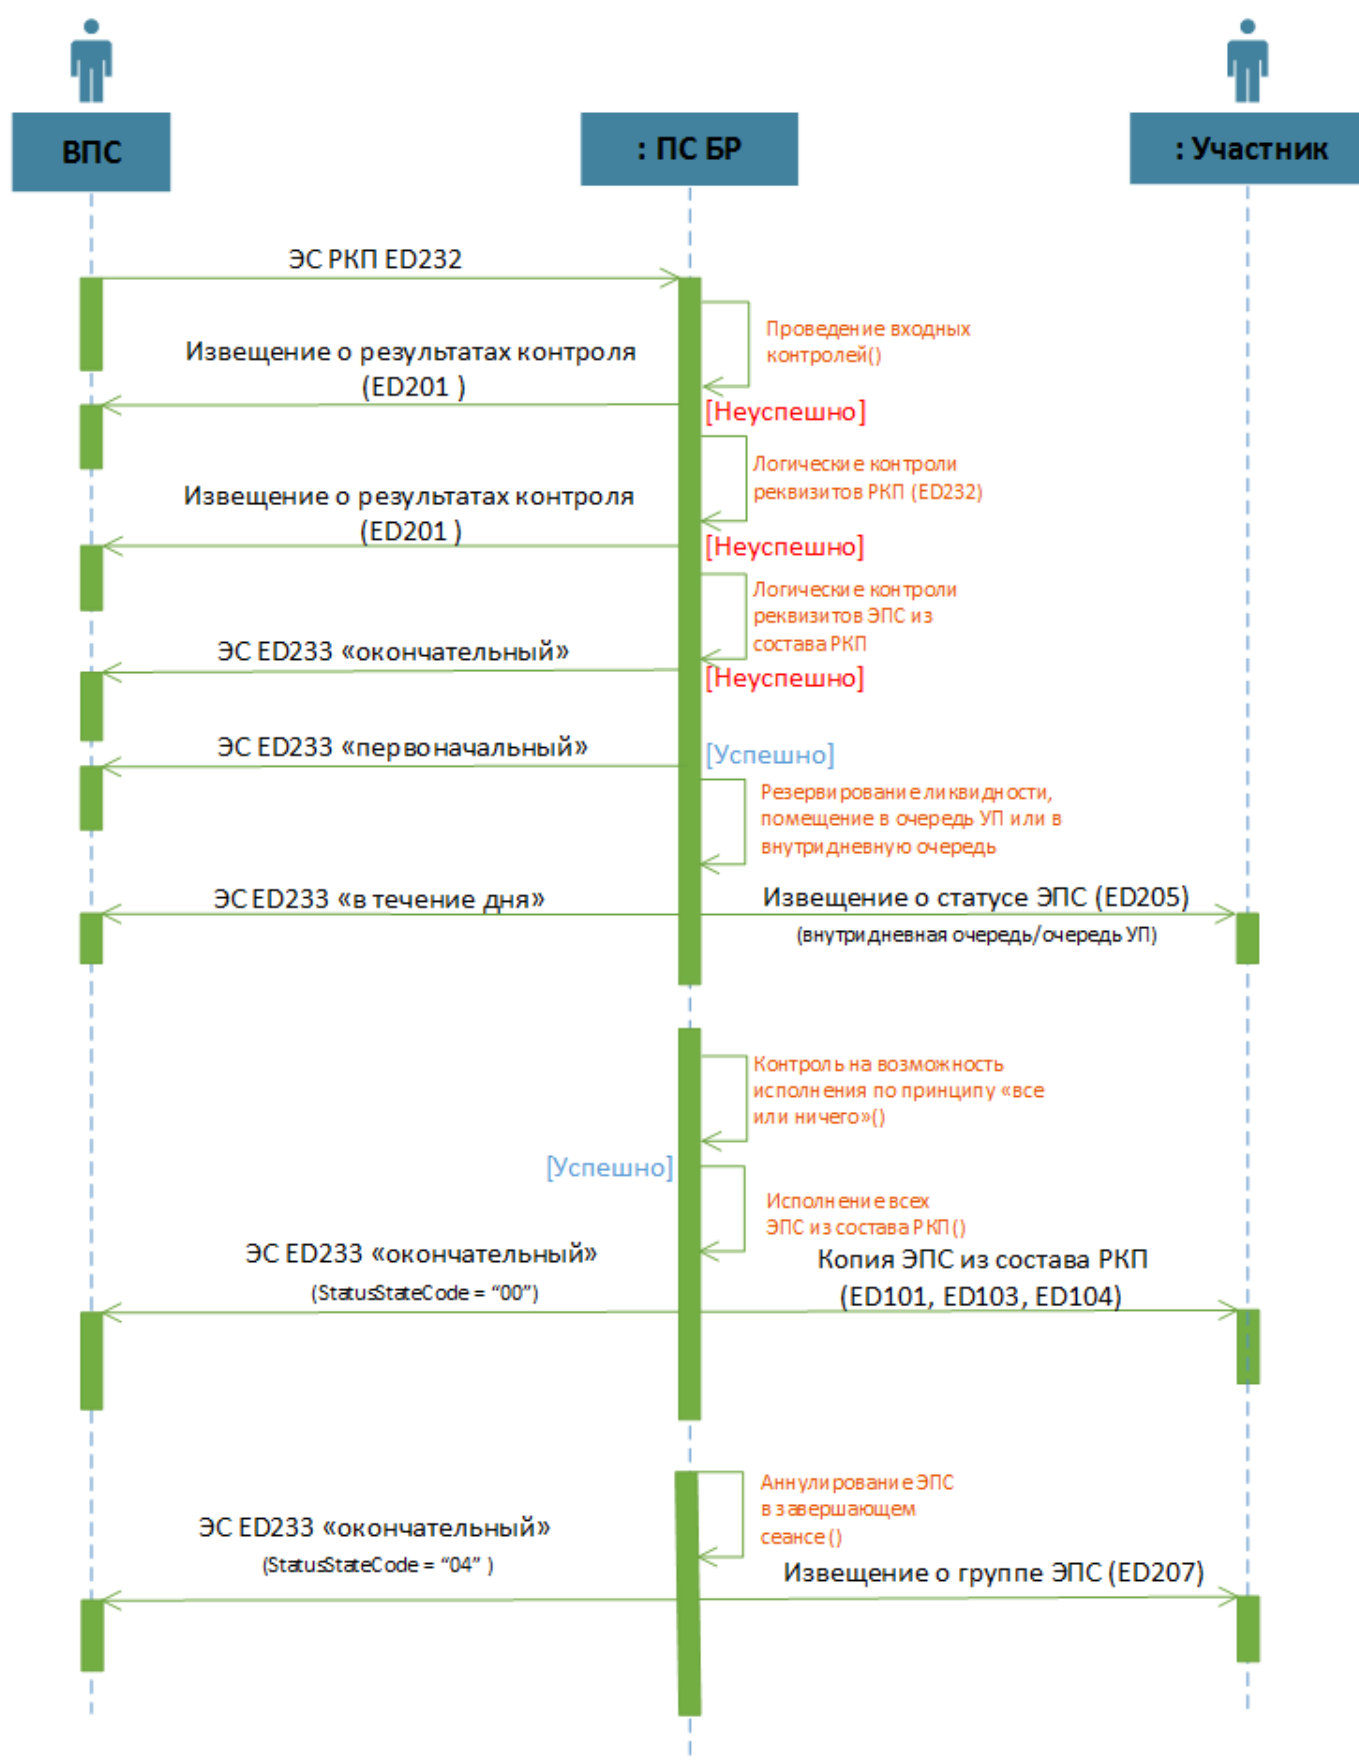 ВПС
: ПС БР
: Участник
ЭС РКП ED232
Проведение входных
контролей()
Извещение о результатах контроля
(ED201 )
[Неуспешно]
Логические контроли
реквизитов РКП (ED232)
Извещение о результатах контроля
(ED201 )
[Неуспешно]
Логические контроли
реквизитов ЭПС из
состава РКП
ЭС ED233 «окончательный»
[Неуспешно]
ЭС ED233 «первоначальный»
[Успешно]
Резервирование ликвидности,
помещение в очередь УП или в
внутридневную очередь
ЭС ED233 «в течение дня»
Извещение о статусе ЭПС (ED205)
(внутридневная очередь/очередь УП)
Контроль на возможность
исполнения по принципу «все
или ничего»()
[Успешно]
Исполнение всех
ЭПС из состава РКП()
ЭС ED233 «окончательный»
(StatusStateCode = “00”)
Копия ЭПС из состава РКП
(ED101, ED103, ED104)
Аннулирование ЭПС
в завершающем
сеансе()
ЭС ED233 «окончательный»
(StatusStateCode = “04” )
Извещение о группе ЭПС (ED207)